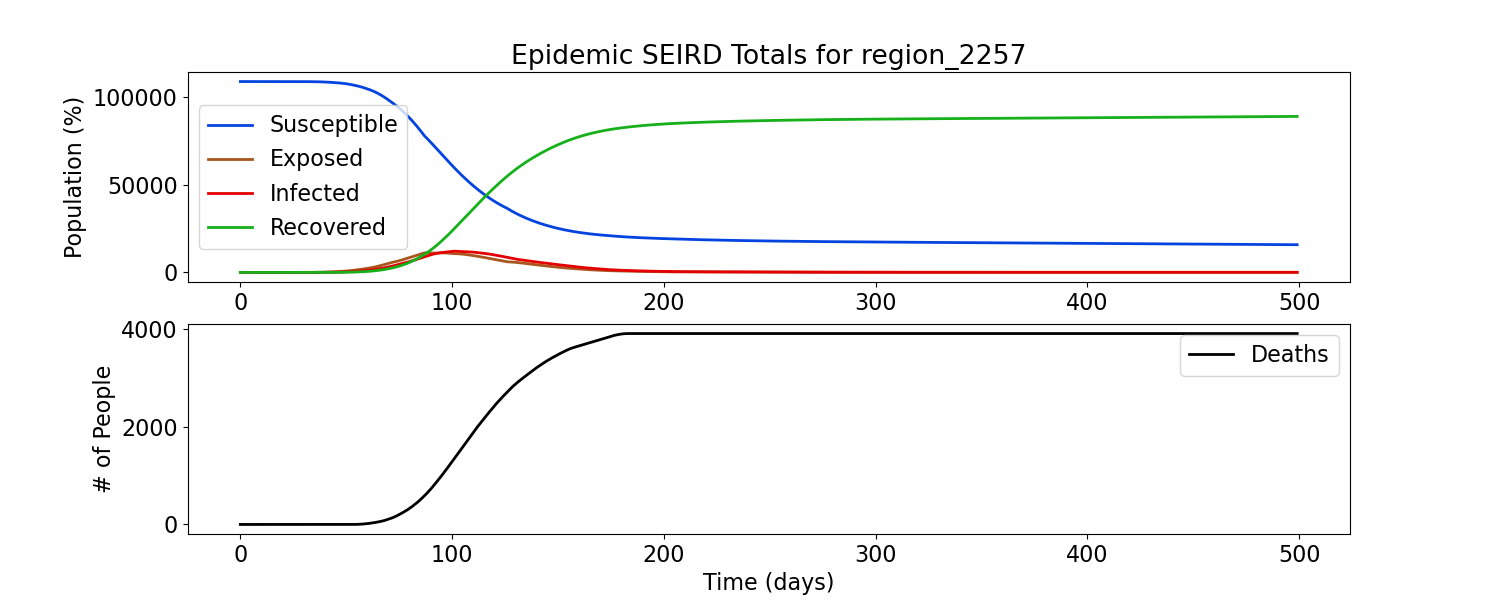 Epidemic SEIRD Totals for region_2257
Population (%)
100000
50000
0
Susceptible
Exposed
Infected
Recovered
0 100 200 300 400 500
# of People
4000
2000
0
Deaths
0 100 200 300 400 500
Time (days)